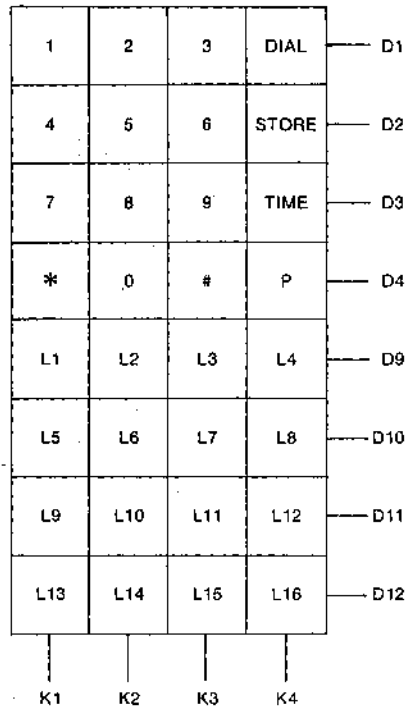 1 2 3 DIAL D1
4 5 6 STORE D2
7 8 9 TIME D3
* 0 # P D4
L1 L2 L3 L4 D9
L5 L6 L7 L8 D10
L9 L10 L11 L12 D11
L13 L14 L15 L16 D12
K1 K2 K3 K4